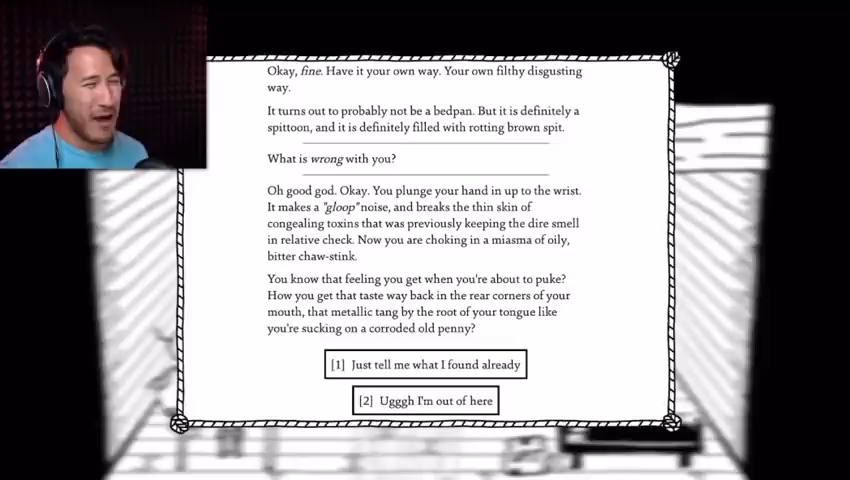 Okay, fine. Have it your own way. Your own filthy disgusting
way.
It turns out to probably not be a bedpan. But it is definitely a
spittoon, and it is definitely filled with rotting brown spit.
What is wrong with you?
Oh good god. Okay. You plunge your hand in up to the wrist.
It makes a "gloop" noise, and breaks the thin skin of
congealing toxins that was previously keeping the dire smell
in relative check. Now you are choking in a miasma of oily,
bitter chaw-stink.
You know that feeling you get when you're about to puke?
How you get that taste way back in the rear corners of your
mouth, that metallic tang by the root of your tongue like
you're sucking on a corroded old penny?
[1] Just tell me what I found already
[2] Ugggh I'm out of here